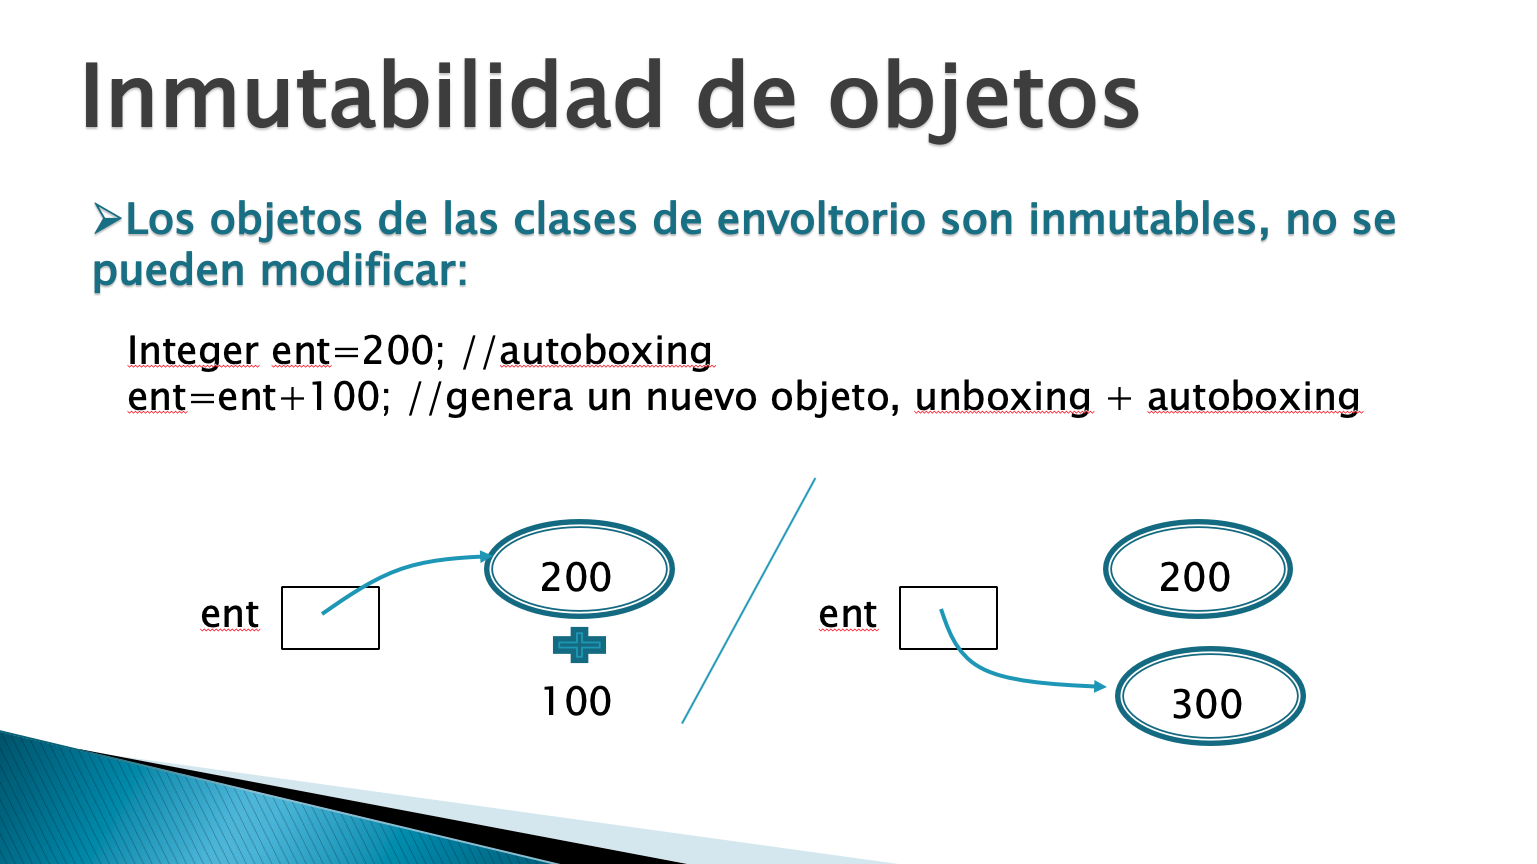 Inmutabilidad de objetos
➢Los objetos de las clases de envoltorio son inmutables, no se
pueden modificar:
Integer ent=200; //autoboxing
ent=ent+100; //genera un nuevo objeto, unboxing + autoboxing
ent
200
100
ent
200
300